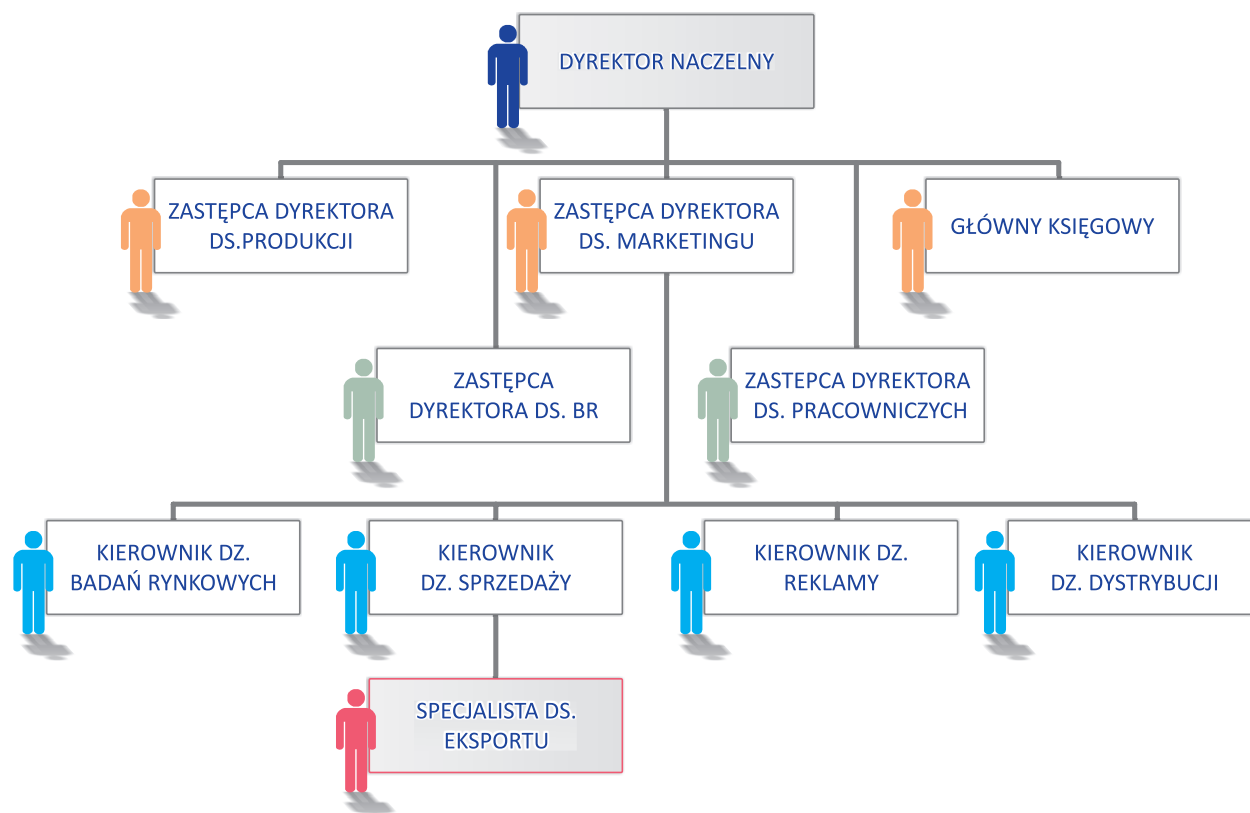 DYREKTOR NACZELNY
ZASTĘPCA DYREKTORA
DS.PRODUKCJI
ZASTĘPCA DYREKTORA
DS. MARKETINGU
GŁÓWNY KSIĘGOWY
ZASTĘPCA
DYREKTORA DS. BR
ZASTEPCA DYREKTORA
DS. PRACOWNICZYCH
KIEROWNIK DZ.
BADAŃ RYNKOWYCH
KIEROWNIK
DZ. SPRZEDAŻY
KIEROWNIK DZ.
REKLAMY
KIEROWNIK
DZ. DYSTRYBUCJI
SPECJALISTA DS.
EKSPORTU